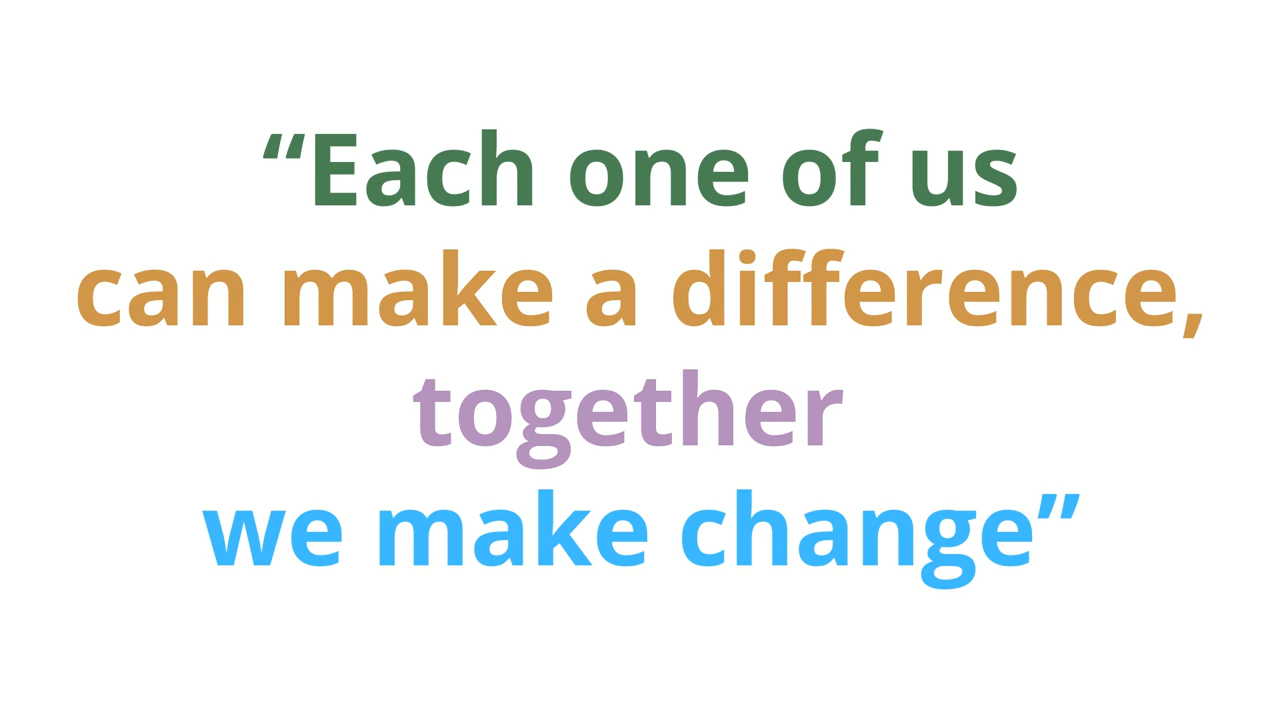 “Each one of us
can make a difference,
together
we make change”